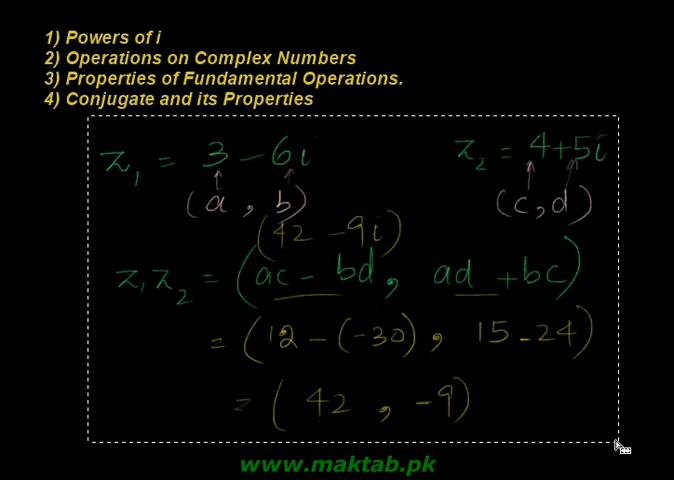 1) Powers of i
2) Operations on Complex Numbers
3) Properties of Fundamental Operations.
4) Conjugate and its Properties
z₁ = 3 – 6i z₂ = 4+5i
(a , b) (c,d)
(42 – 9i)
z₁z₂ = (ac – bd, ad +bc)
= (12 – (–30) , 15 – 24)
= ( 42 , –9)
www.maktab.pk